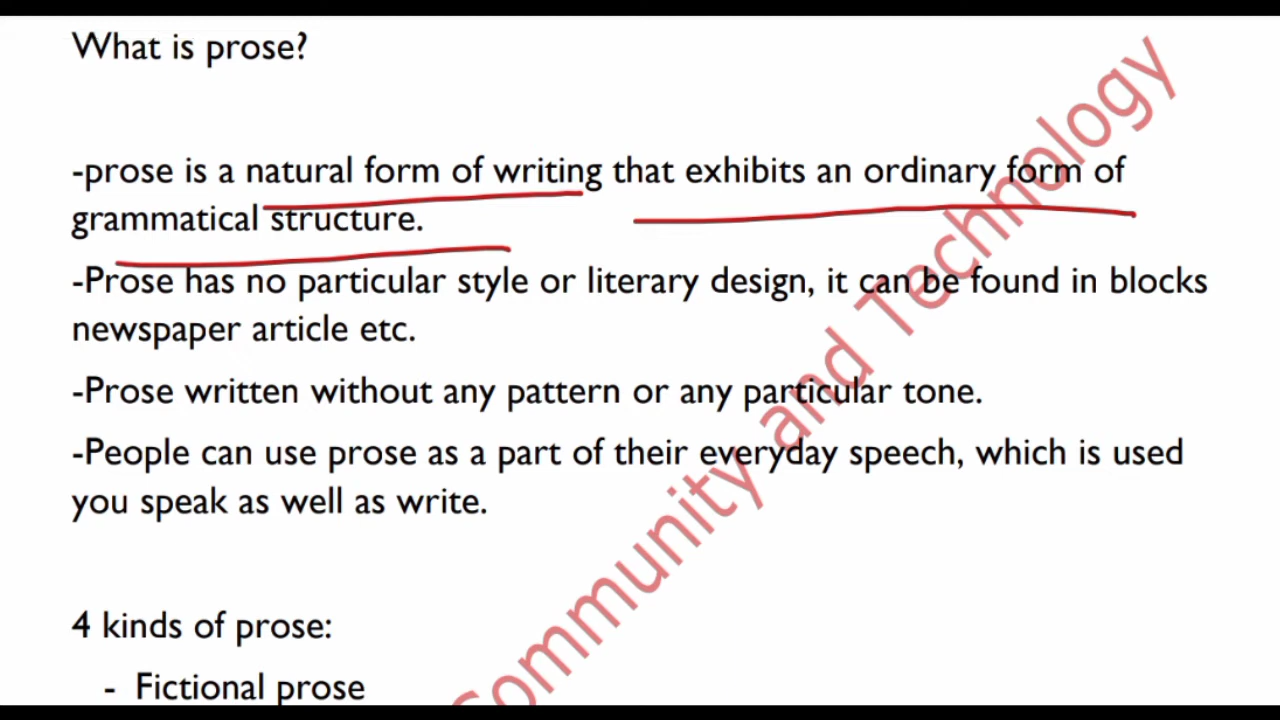 What is prose?
-prose is a natural form of writing that exhibits an ordinary form of
grammatical structure.
-Prose has no particular style or literary design, it can be found in blocks
newspaper article etc.
-Prose written without any pattern or any particular tone.
-People can use prose as a part of their everyday speech, which is used
you speak as well as write.
4 kinds of prose:
- Fictional prose
Community and Technology